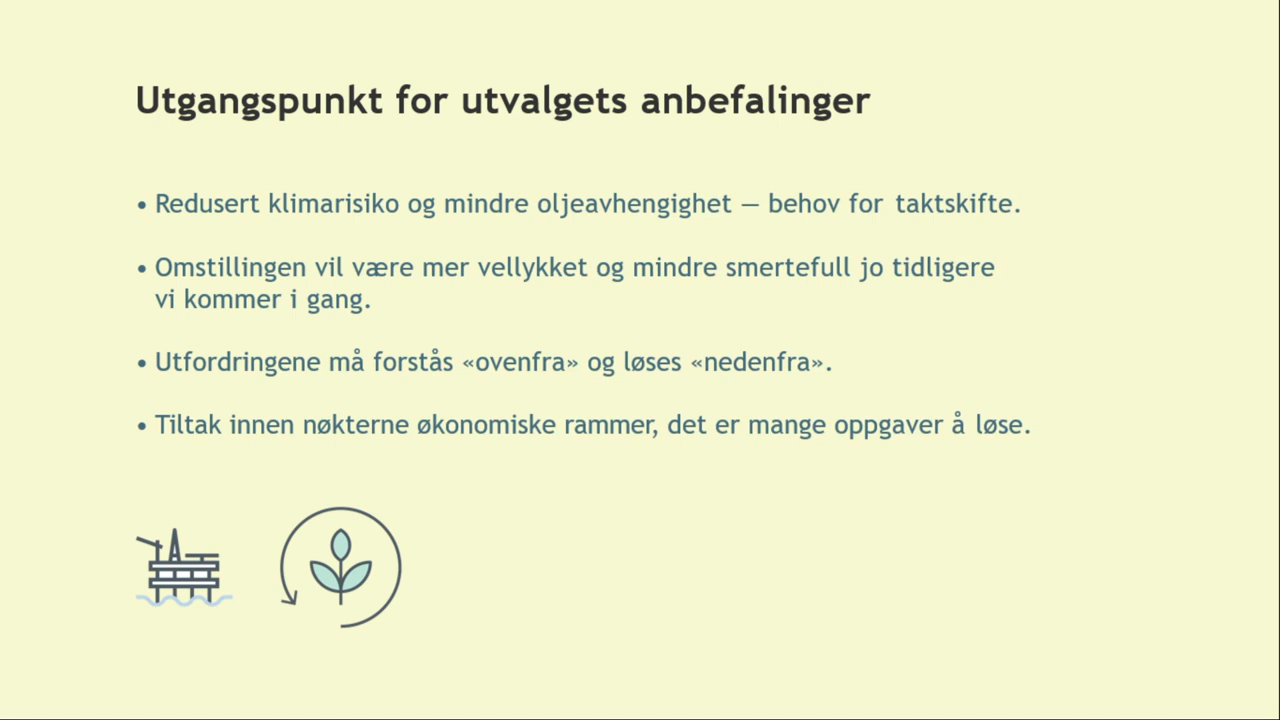 Utgangspunkt for utvalgets anbefalinger
• Redusert klimarisiko og mindre oljeavhengighet — behov for taktskifte.
• Omstillingen vil være mer vellykket og mindre smertefull jo tidligere
vi kommer i gang.
• Utfordringene må forstås «ovenfra» og løses «nedenfra».
• Tiltak innen nøkterne økonomiske rammer, det er mange oppgaver å løse.